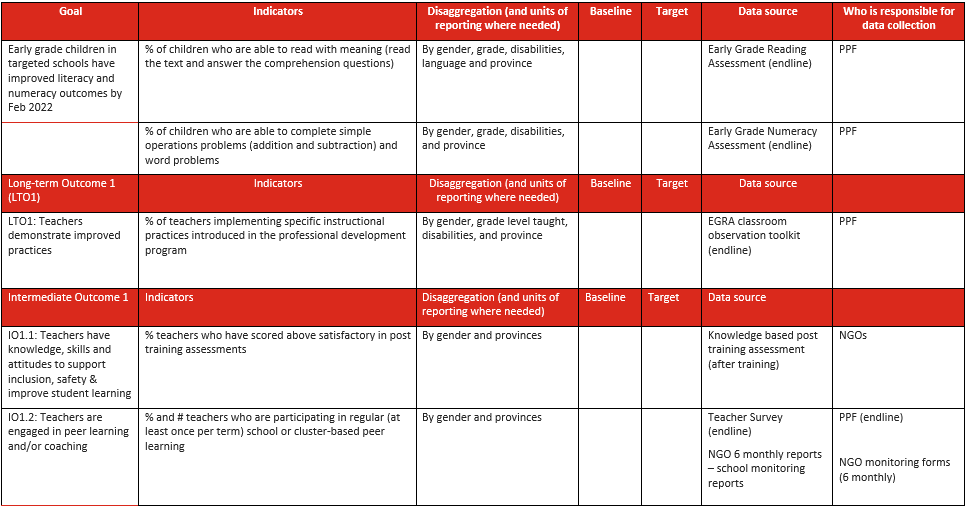 Goal
Indicators
Disaggregation (and units of
reporting where needed)
Baseline
Target
Data source
Who is responsible for
data collection
Early grade children in
targeted schools have
improved literacy and
numeracy outcomes by
Feb 2022
% of children who are able to read with meaning (read
the text and answer the comprehension questions)
By gender, grade, disabilities,
language and province
Early Grade Reading
Assessment (endline)
PPF
% of children who are able to complete simple
operations problems (addition and subtraction) and
word problems
By gender, grade, disabilities,
and province
Early Grade Numeracy
Assessment (endline)
PPF
Long-term Outcome 1
(LTO1)
Indicators
Disaggregation (and units of
reporting where needed)
Baseline
Target
Data source
LTO1: Teachers
demonstrate improved
practices
% of teachers implementing specific instructional
practices introduced in the professional development
program
By gender, grade level taught,
disabilities, and province
EGRA classroom
observation toolkit
(endline)
PPF
Intermediate Outcome 1
Indicators
Disaggregation (and units of
reporting where needed)
Baseline
Target
Data source
IO1.1: Teachers have
knowledge, skills and
attitudes to support
inclusion, safety &
improve student learning
% teachers who have scored above satisfactory in post
training assessments
By gender and provinces
Knowledge based post
training assessment
(after training)
NGOs
IO1.2: Teachers are
engaged in peer learning
and/or coaching
% and # teachers who are participating in regular (at
least once per term) school or cluster-based peer
learning
By gender and provinces
Teacher Survey
(endline)
NGO 6 monthly reports
– school monitoring
reports
PPF (endline)
NGO monitoring forms
(6 monthly)